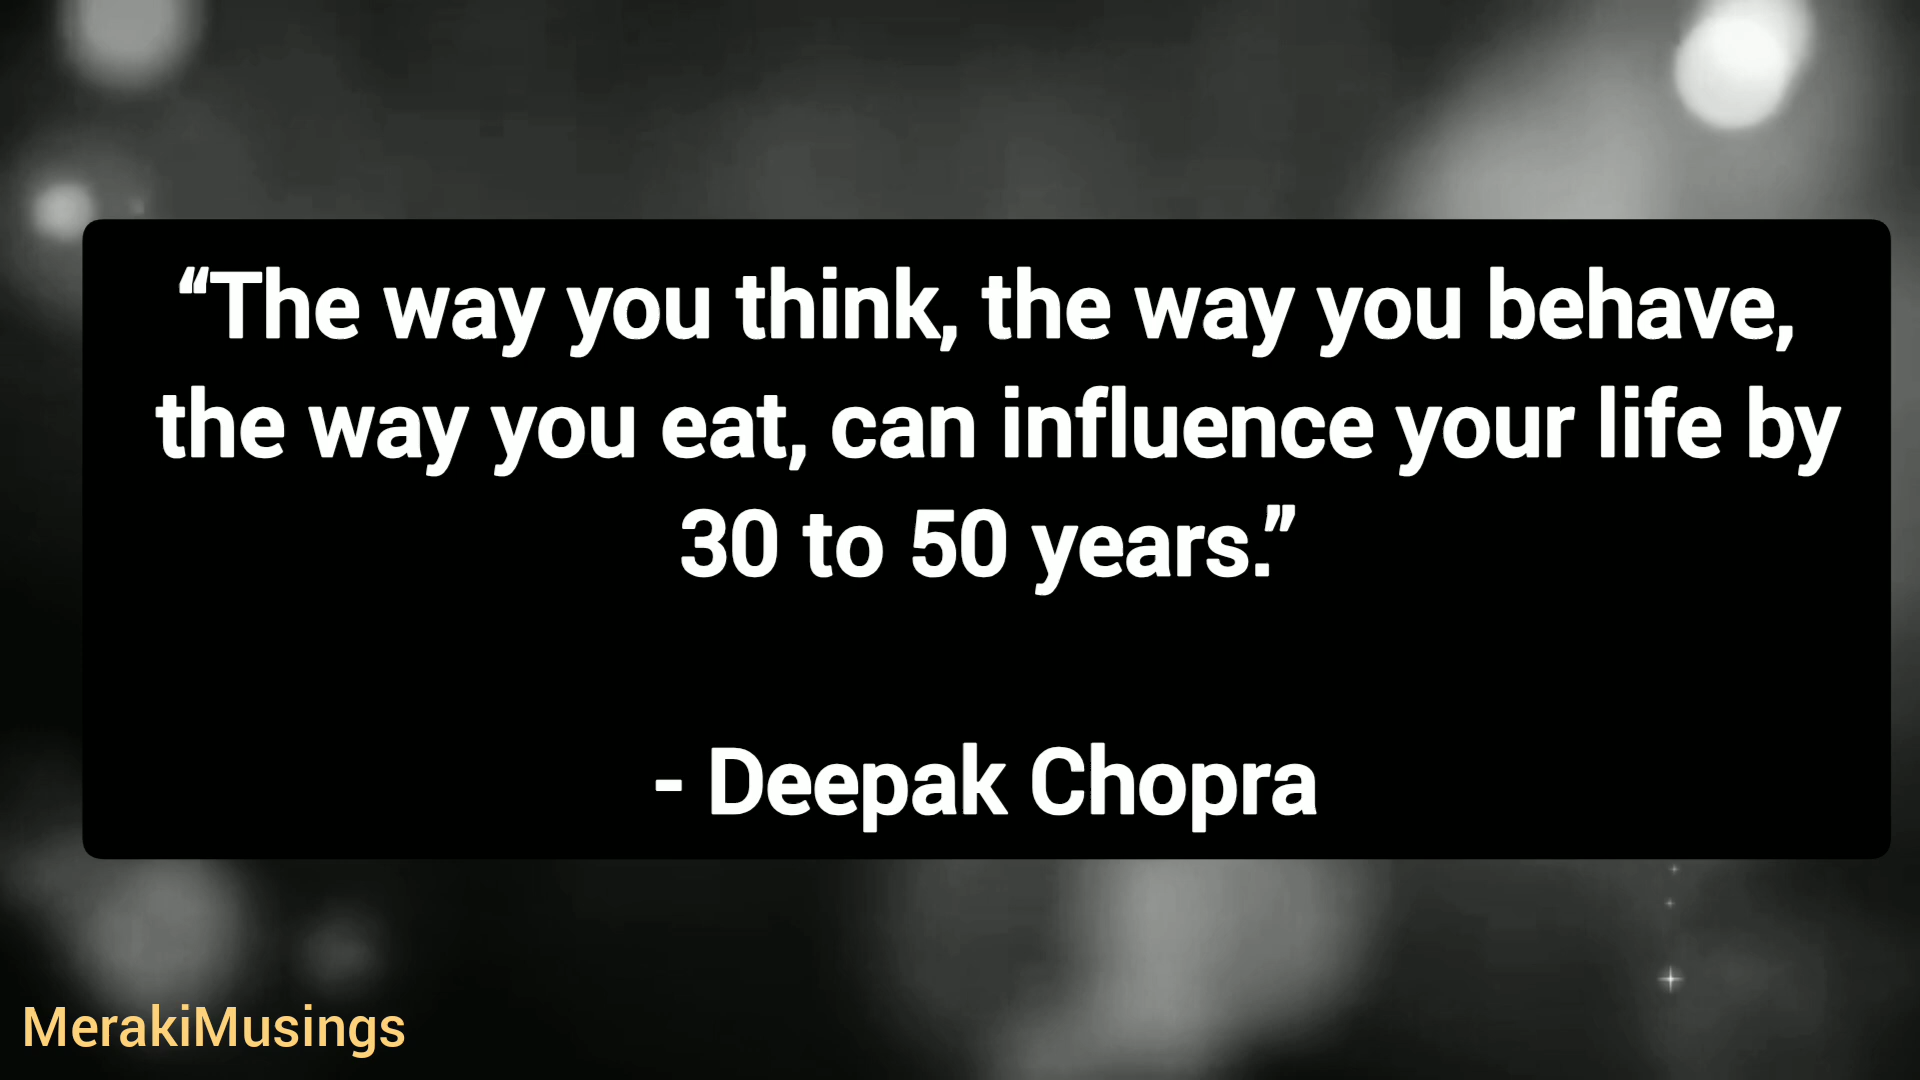 “The way you think, the way you behave,
the way you eat, can influence your life by
30 to 50 years.”
- Deepak Chopra
MerakiMusings